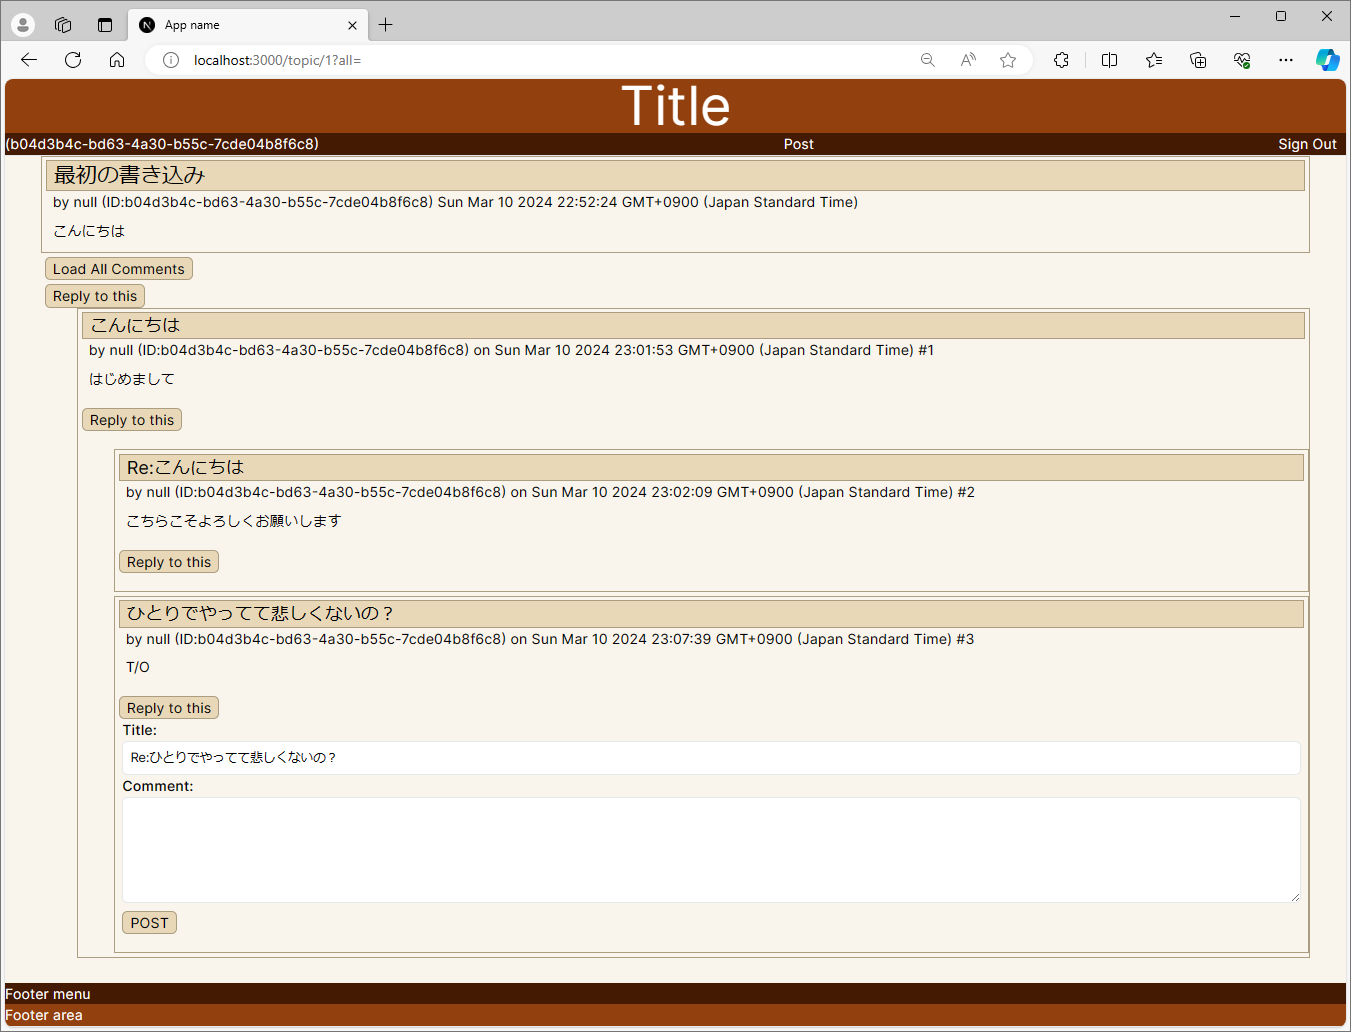 App name
localhost:3000/topic/1?all=
Title
(b04d3b4c-bd63-4a30-b55c-7cde04b8f6c8) Post Sign Out
最初の書き込み
by null (ID:b04d3b4c-bd63-4a30-b55c-7cde04b8f6c8) Sun Mar 10 2024 22:52:24 GMT+0900 (Japan Standard Time)
こんにちは
Load All Comments
Reply to this
こんにちは
by null (ID:b04d3b4c-bd63-4a30-b55c-7cde04b8f6c8) on Sun Mar 10 2024 23:01:53 GMT+0900 (Japan Standard Time) #1
はじめまして
Reply to this
Re:こんにちは
by null (ID:b04d3b4c-bd63-4a30-b55c-7cde04b8f6c8) on Sun Mar 10 2024 23:02:09 GMT+0900 (Japan Standard Time) #2
こちらこそよろしくお願いします
Reply to this
ひとりでやってて悲しくないの？
by null (ID:b04d3b4c-bd63-4a30-b55c-7cde04b8f6c8) on Sun Mar 10 2024 23:07:39 GMT+0900 (Japan Standard Time) #3
T/O
Reply to this
Title:
Re:ひとりでやってて悲しくないの？
Comment:
POST
Footer menu
Footer area